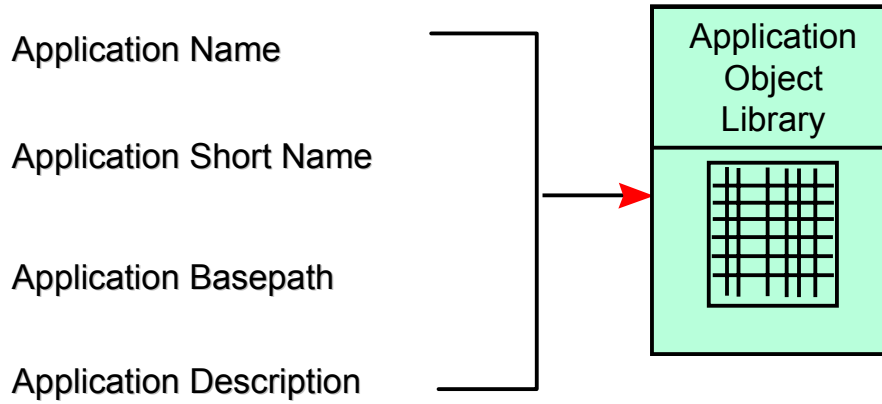 Application Name
Application Short Name
Application Basepath
Application Description
Application
Object
Library